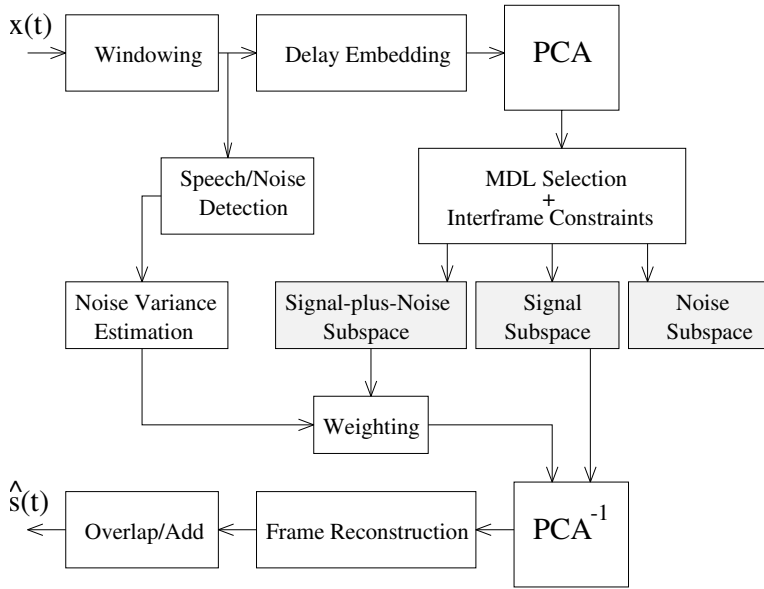 x(t)
Windowing
Delay Embedding
PCA
Speech/Noise
Detection
MDL Selection
+
Interframe Constraints
Noise Variance
Estimation
Signal-plus-Noise
Subspace
Signal
Subspace
Noise
Subspace
Weighting
ŝ(t)
Overlap/Add
Frame Reconstruction
PCA⁻¹